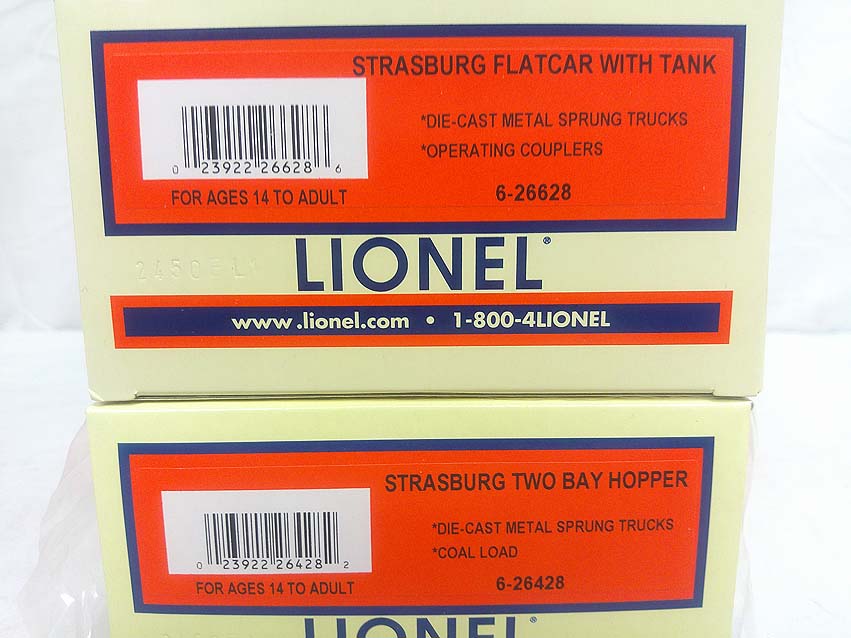 STRASBURG FLATCAR WITH TANK
*DIE-CAST METAL SPRUNG TRUCKS
*OPERATING COUPLERS
0 23922 26628 6
FOR AGES 14 TO ADULT
6-26628
LIONEL®
www.lionel.com • 1-800-4LIONEL
STRASBURG TWO BAY HOPPER
*DIE-CAST METAL SPRUNG TRUCKS
*COAL LOAD
0 23922 26428 2
FOR AGES 14 TO ADULT
6-26428
LIONEL®